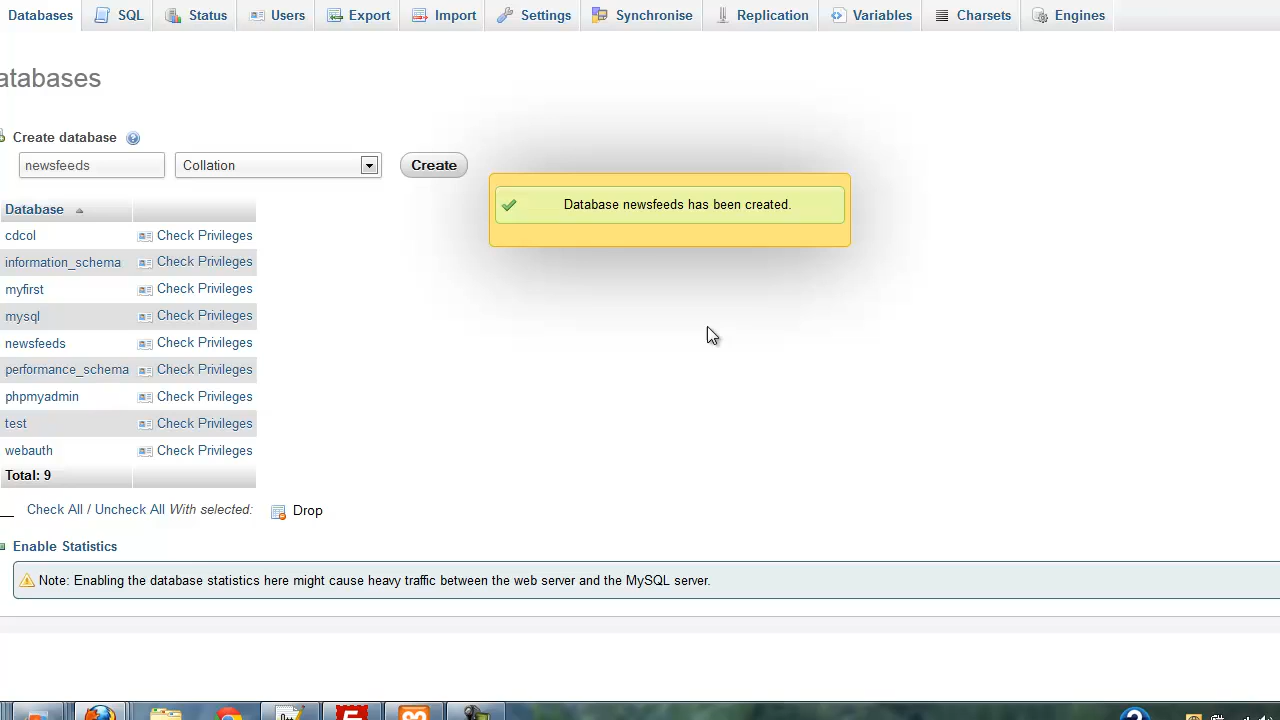 Databases SQL Status Users Export Import Settings Synchronise Replication Variables Charsets Engines
atabases
Create database
newsfeeds Collation Create
Database newsfeeds has been created.
Database
cdcol Check Privileges
information_schema Check Privileges
myfirst Check Privileges
mysql Check Privileges
newsfeeds Check Privileges
performance_schema Check Privileges
phpmyadmin Check Privileges
test Check Privileges
webauth Check Privileges
Total: 9
Check All / Uncheck All With selected: Drop
Enable Statistics
Note: Enabling the database statistics here might cause heavy traffic between the web server and the MySQL server.